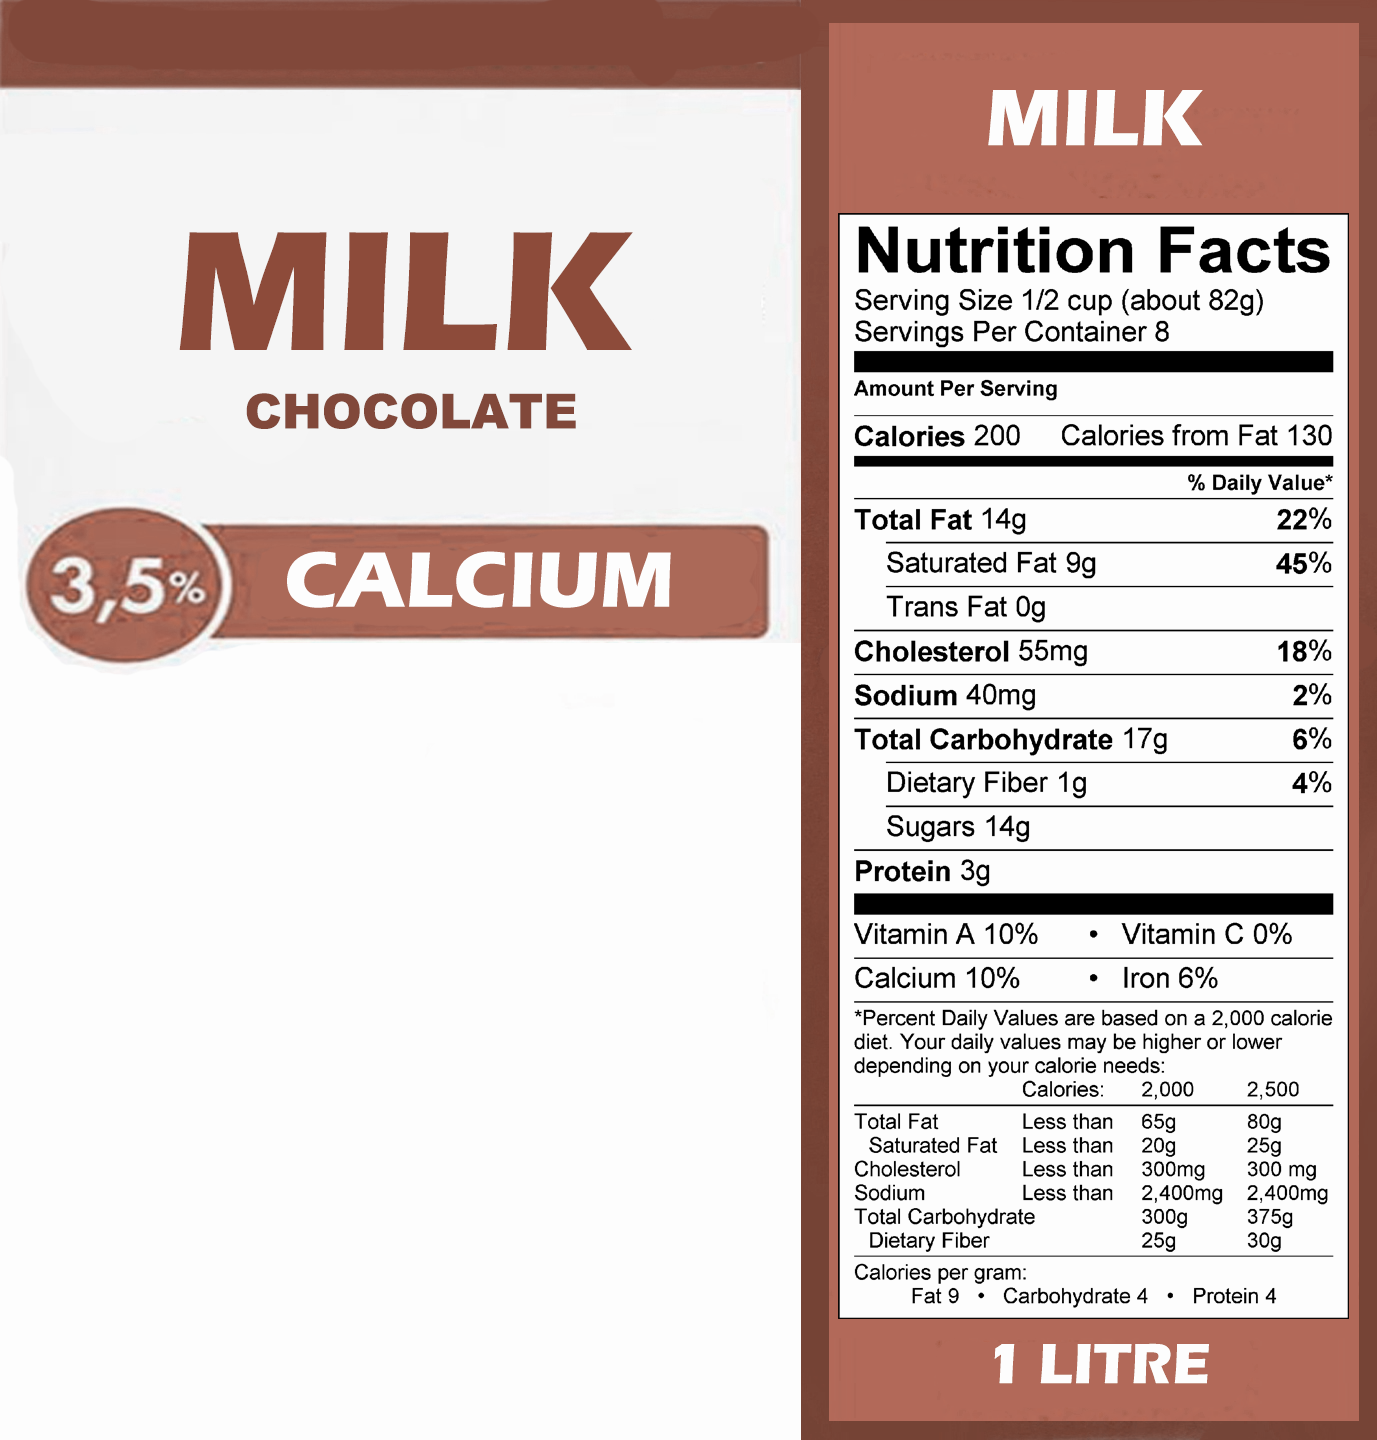 MILK
CHOCOLATE
3,5%
CALCIUM
MILK
Nutrition Facts
Serving Size 1/2 cup (about 82g)
Servings Per Container 8
Amount Per Serving
Calories 200 Calories from Fat 130
% Daily Value*
Total Fat 14g 22%
Saturated Fat 9g 45%
Trans Fat 0g
Cholesterol 55mg 18%
Sodium 40mg 2%
Total Carbohydrate 17g 6%
Dietary Fiber 1g 4%
Sugars 14g
Protein 3g
Vitamin A 10% • Vitamin C 0%
Calcium 10% • Iron 6%
*Percent Daily Values are based on a 2,000 calorie
diet. Your daily values may be higher or lower
depending on your calorie needs:
Calories: 2,000 2,500
Total Fat Less than 65g 80g
Saturated Fat Less than 20g 25g
Cholesterol Less than 300mg 300 mg
Sodium Less than 2,400mg 2,400mg
Total Carbohydrate 300g 375g
Dietary Fiber 25g 30g
Calories per gram:
Fat 9 • Carbohydrate 4 • Protein 4
1 LITRE